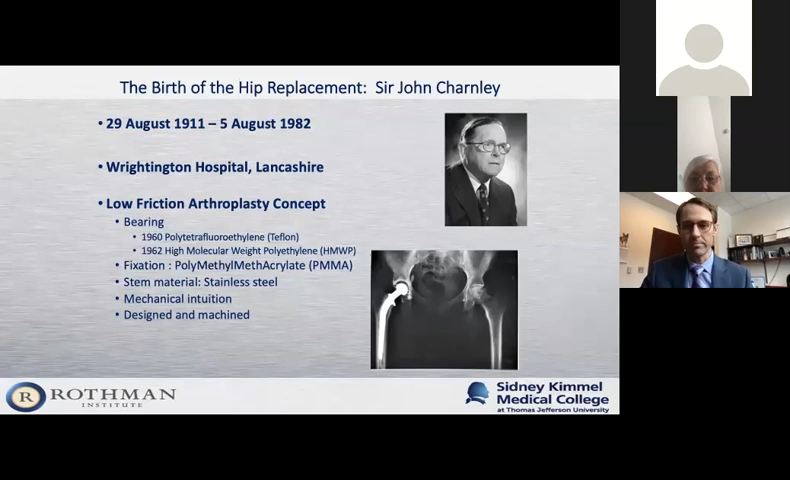 The Birth of the Hip Replacement: Sir John Charnley
• 29 August 1911 – 5 August 1982
• Wrightington Hospital, Lancashire
• Low Friction Arthroplasty Concept
• Bearing
• 1960 Polytetrafluoroethylene (Teflon)
• 1962 High Molecular Weight Polyethylene (HMWP)
• Fixation : PolyMethylMethAcrylate (PMMA)
• Stem material: Stainless steel
• Mechanical intuition
• Designed and machined
R ROTHMAN
INSTITUTE
Sidney Kimmel
Medical College
at Thomas Jefferson University